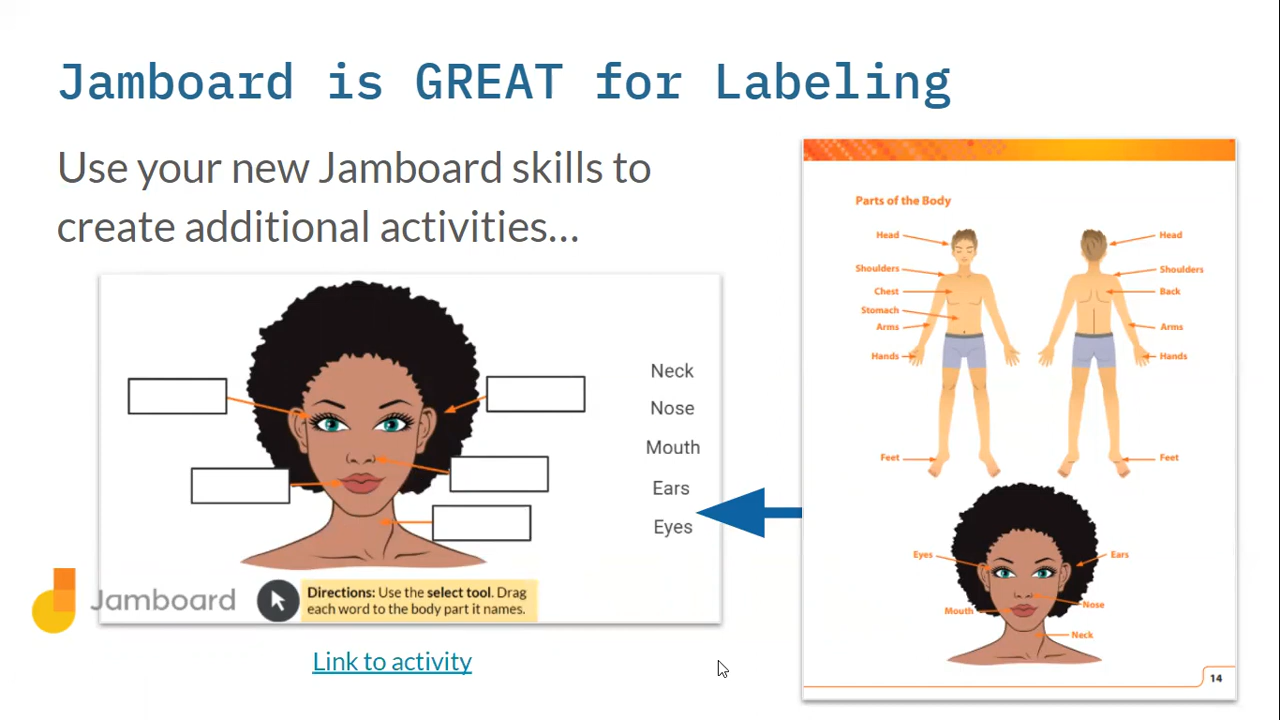 Jamboard is GREAT for Labeling
Use your new Jamboard skills to
create additional activities...
Neck
Nose
Mouth
Ears
Eyes
Jamboard
Directions: Use the select tool. Drag
each word to the body part it names.
Link to activity
Parts of the Body
Head
Shoulders
Chest
Stomach
Arms
Hands
Feet
Head
Shoulders
Back
Arms
Hands
Feet
Eyes
Ears
Mouth
Nose
Neck
14